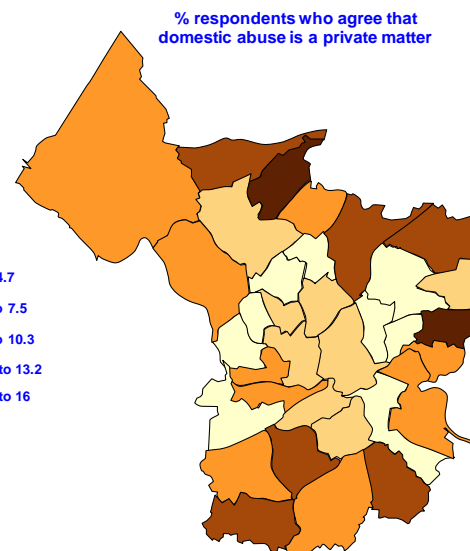 % respondents who agree that
domestic abuse is a private matter
4.7
7.5
10.3
to 13.2
to 16